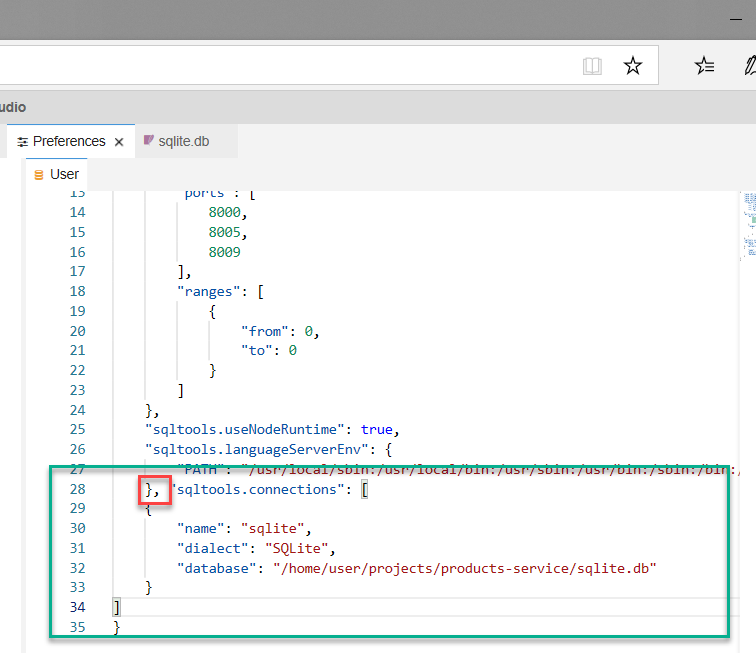 udio
Preferences
sqlite.db
User
13 ports": [
14 8000,
15 8005,
16 8009
17 ],
18 "ranges": [
19 {
20 "from": 0,
21 "to": 0
22 }
23 ]
24 },
25 "sqltools.useNodeRuntime": true,
26 "sqltools.languageServerEnv": {
27 "PATH": "/usr/local/sbin:/usr/local/bin:/usr/sbin:/usr/bin:/sbin:/bin:/
28 }, "sqltools.connections": [
29 {
30 "name": "sqlite",
31 "dialect": "SQLite",
32 "database": "/home/user/projects/products-service/sqlite.db"
33 }
34 ]
35 }